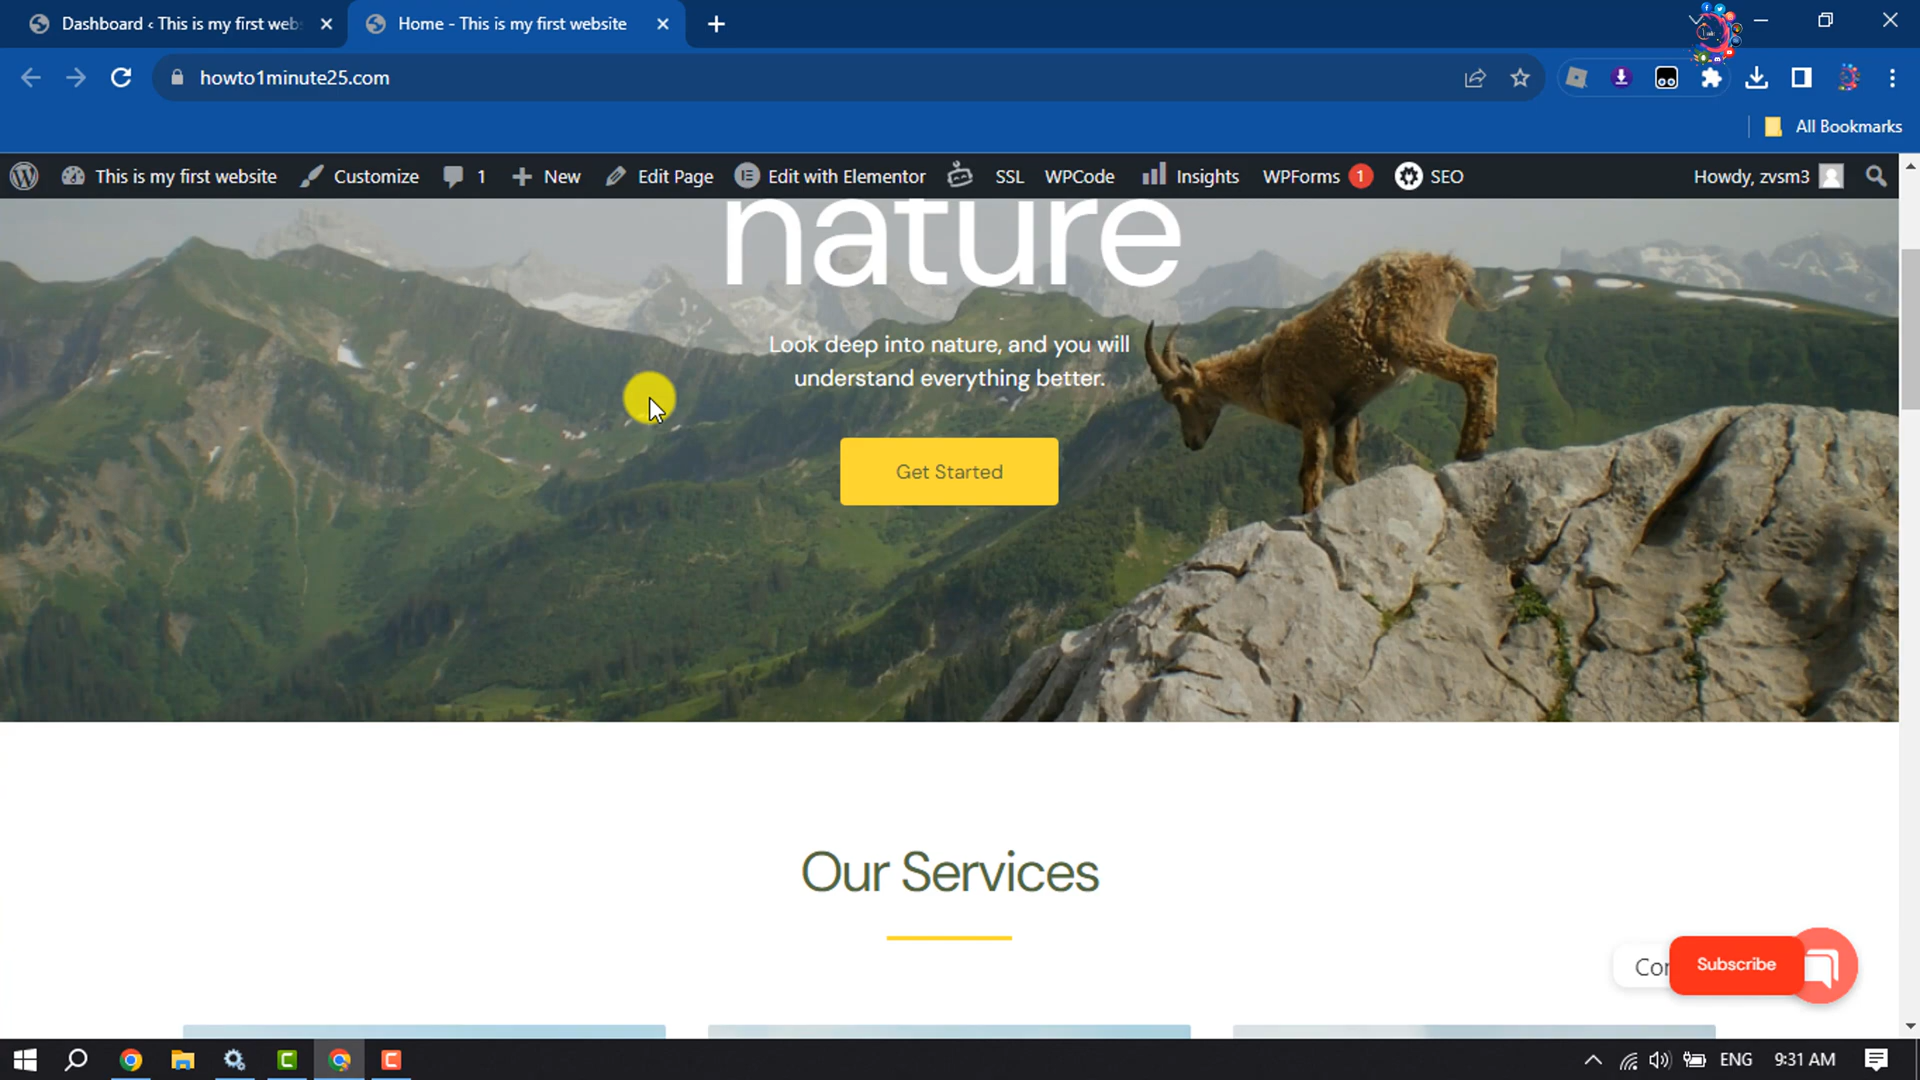 Dashboard ‹ This is my first web
Home - This is my first website
howto1minute25.com
All Bookmarks
This is my first website
Customize
1
New
Edit Page
Edit with Elementor
SSL
WPCode
Insights
WPForms
1
SEO
Howdy, zvsm3
nature
Look deep into nature, and you will
understand everything better.
Get Started
Our Services
Subscribe
ENG
9:31 AM